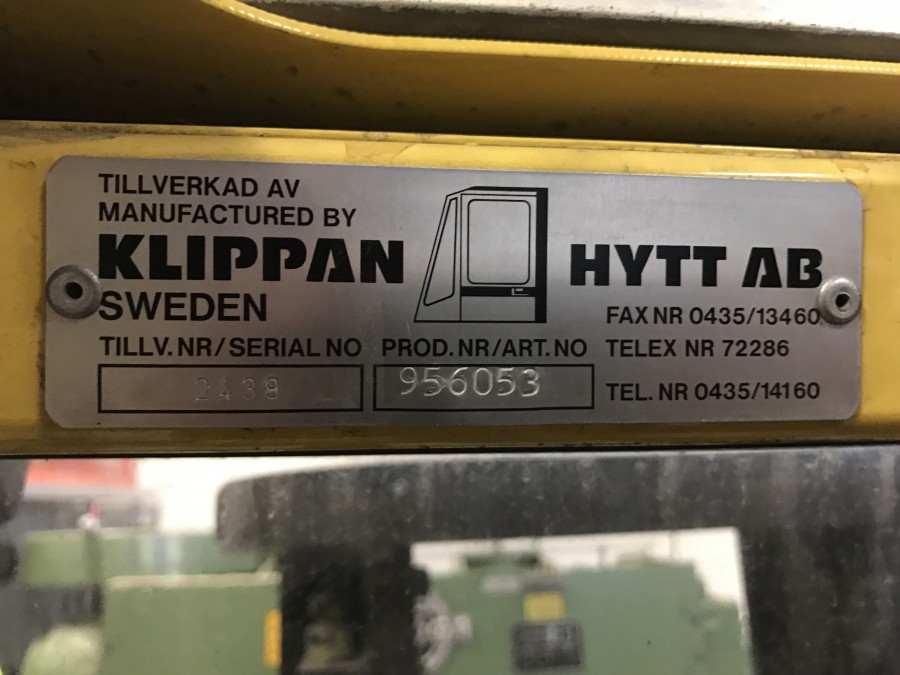 TILLVERKAD AV
MANUFACTURED BY
KLIPPAN HYTT AB
SWEDEN
FAX NR 0435/13460
TILLV.NR/SERIAL NO PROD.NR/ART.NO TELEX NR 72286
2439 956053
TEL. NR 0435/14160